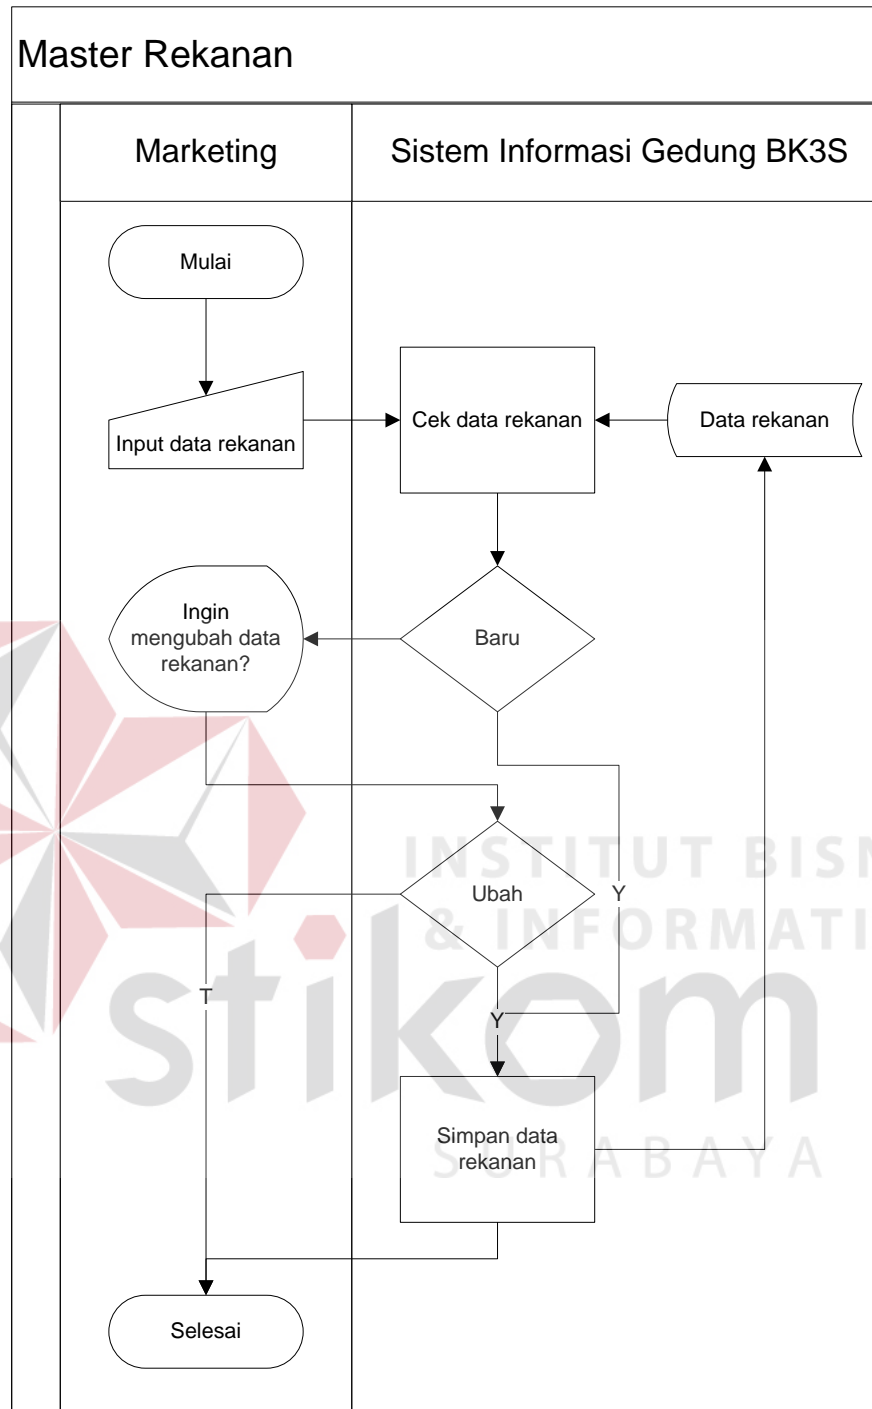 Master Rekanan
Marketing
Sistem Informasi Gedung BK3S
Mulai
Input data rekanan
Cek data rekanan
Data rekanan
Ingin
mengubah data
rekanan?
Baru
Ubah
Y
T
Y
Simpan data
rekanan
Selesai
INSTITUT BISN
& INFORMATI
stikom
SURABAYA